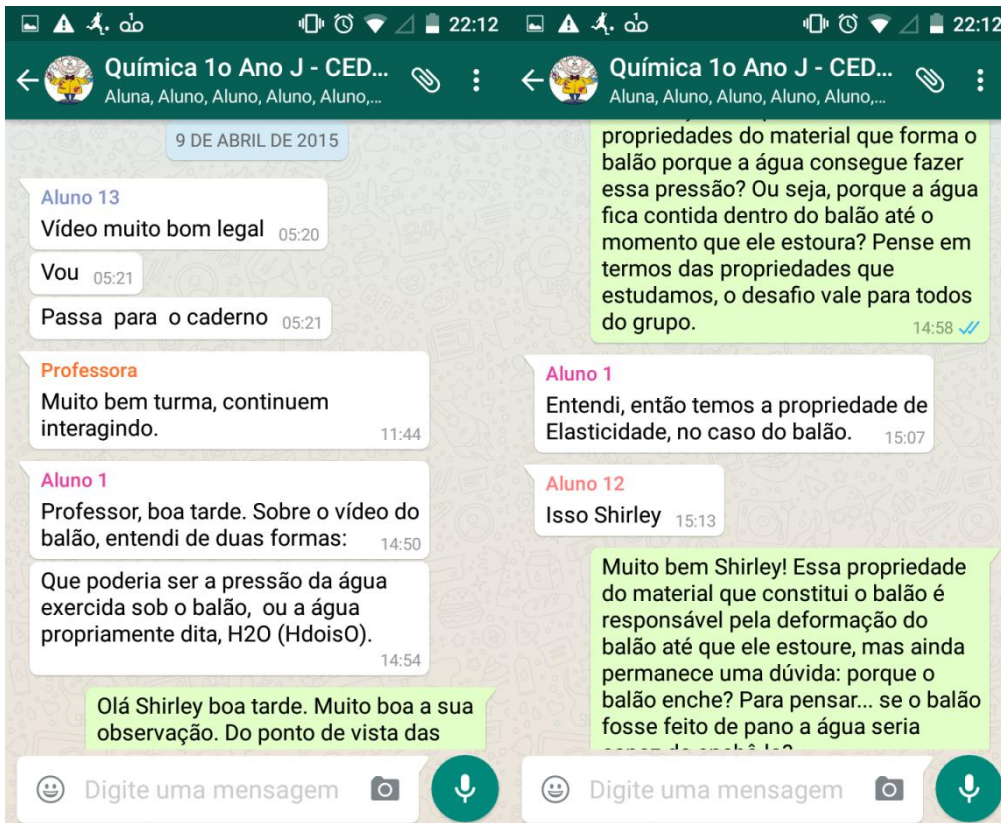 22:12
Química 1o Ano J - CED...
Aluna, Aluno, Aluno, Aluno, Aluno,...
9 DE ABRIL DE 2015
Aluno 13
Vídeo muito bom legal 05:20
Vou 05:21
Passa para o caderno 05:21
Professora
Muito bem turma, continuem
interagindo. 11:44
Aluno 1
Professor, boa tarde. Sobre o vídeo do
balão, entendi de duas formas: 14:50
Que poderia ser a pressão da água
exercida sob o balão, ou a água
propriamente dita, H2O (HdoisO).
14:54
Olá Shirley boa tarde. Muito boa a sua
observação. Do ponto de vista das
Digite uma mensagem
22:12
Química 1o Ano J - CED...
Aluna, Aluno, Aluno, Aluno, Aluno,...
propriedades do material que forma o
balão porque a água consegue fazer
essa pressão? Ou seja, porque a água
fica contida dentro do balão até o
momento que ele estoura? Pense em
termos das propriedades que
estudamos, o desafio vale para todos
do grupo. 14:58
Aluno 1
Entendi, então temos a propriedade de
Elasticidade, no caso do balão. 15:07
Aluno 12
Isso Shirley 15:13
Muito bem Shirley! Essa propriedade
do material que constitui o balão é
responsável pela deformação do
balão até que ele estoure, mas ainda
permanece uma dúvida: porque o
balão enche? Para pensar... se o balão
fosse feito de pano a água seria
Digite uma mensagem